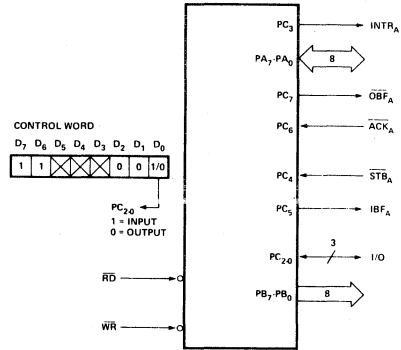 PC3 INTRA
PA7-PA0 8
PC7 OBFA
PC6 ACKA
CONTROL WORD
D7 D6 D5 D4 D3 D2 D1 D0
1 1 0 0 1/0
PC4 STBA
PC2-0
1 = INPUT
0 = OUTPUT
PC5 IBFA
3
PC2-0 I/O
RD
PB7-PB0 8
WR